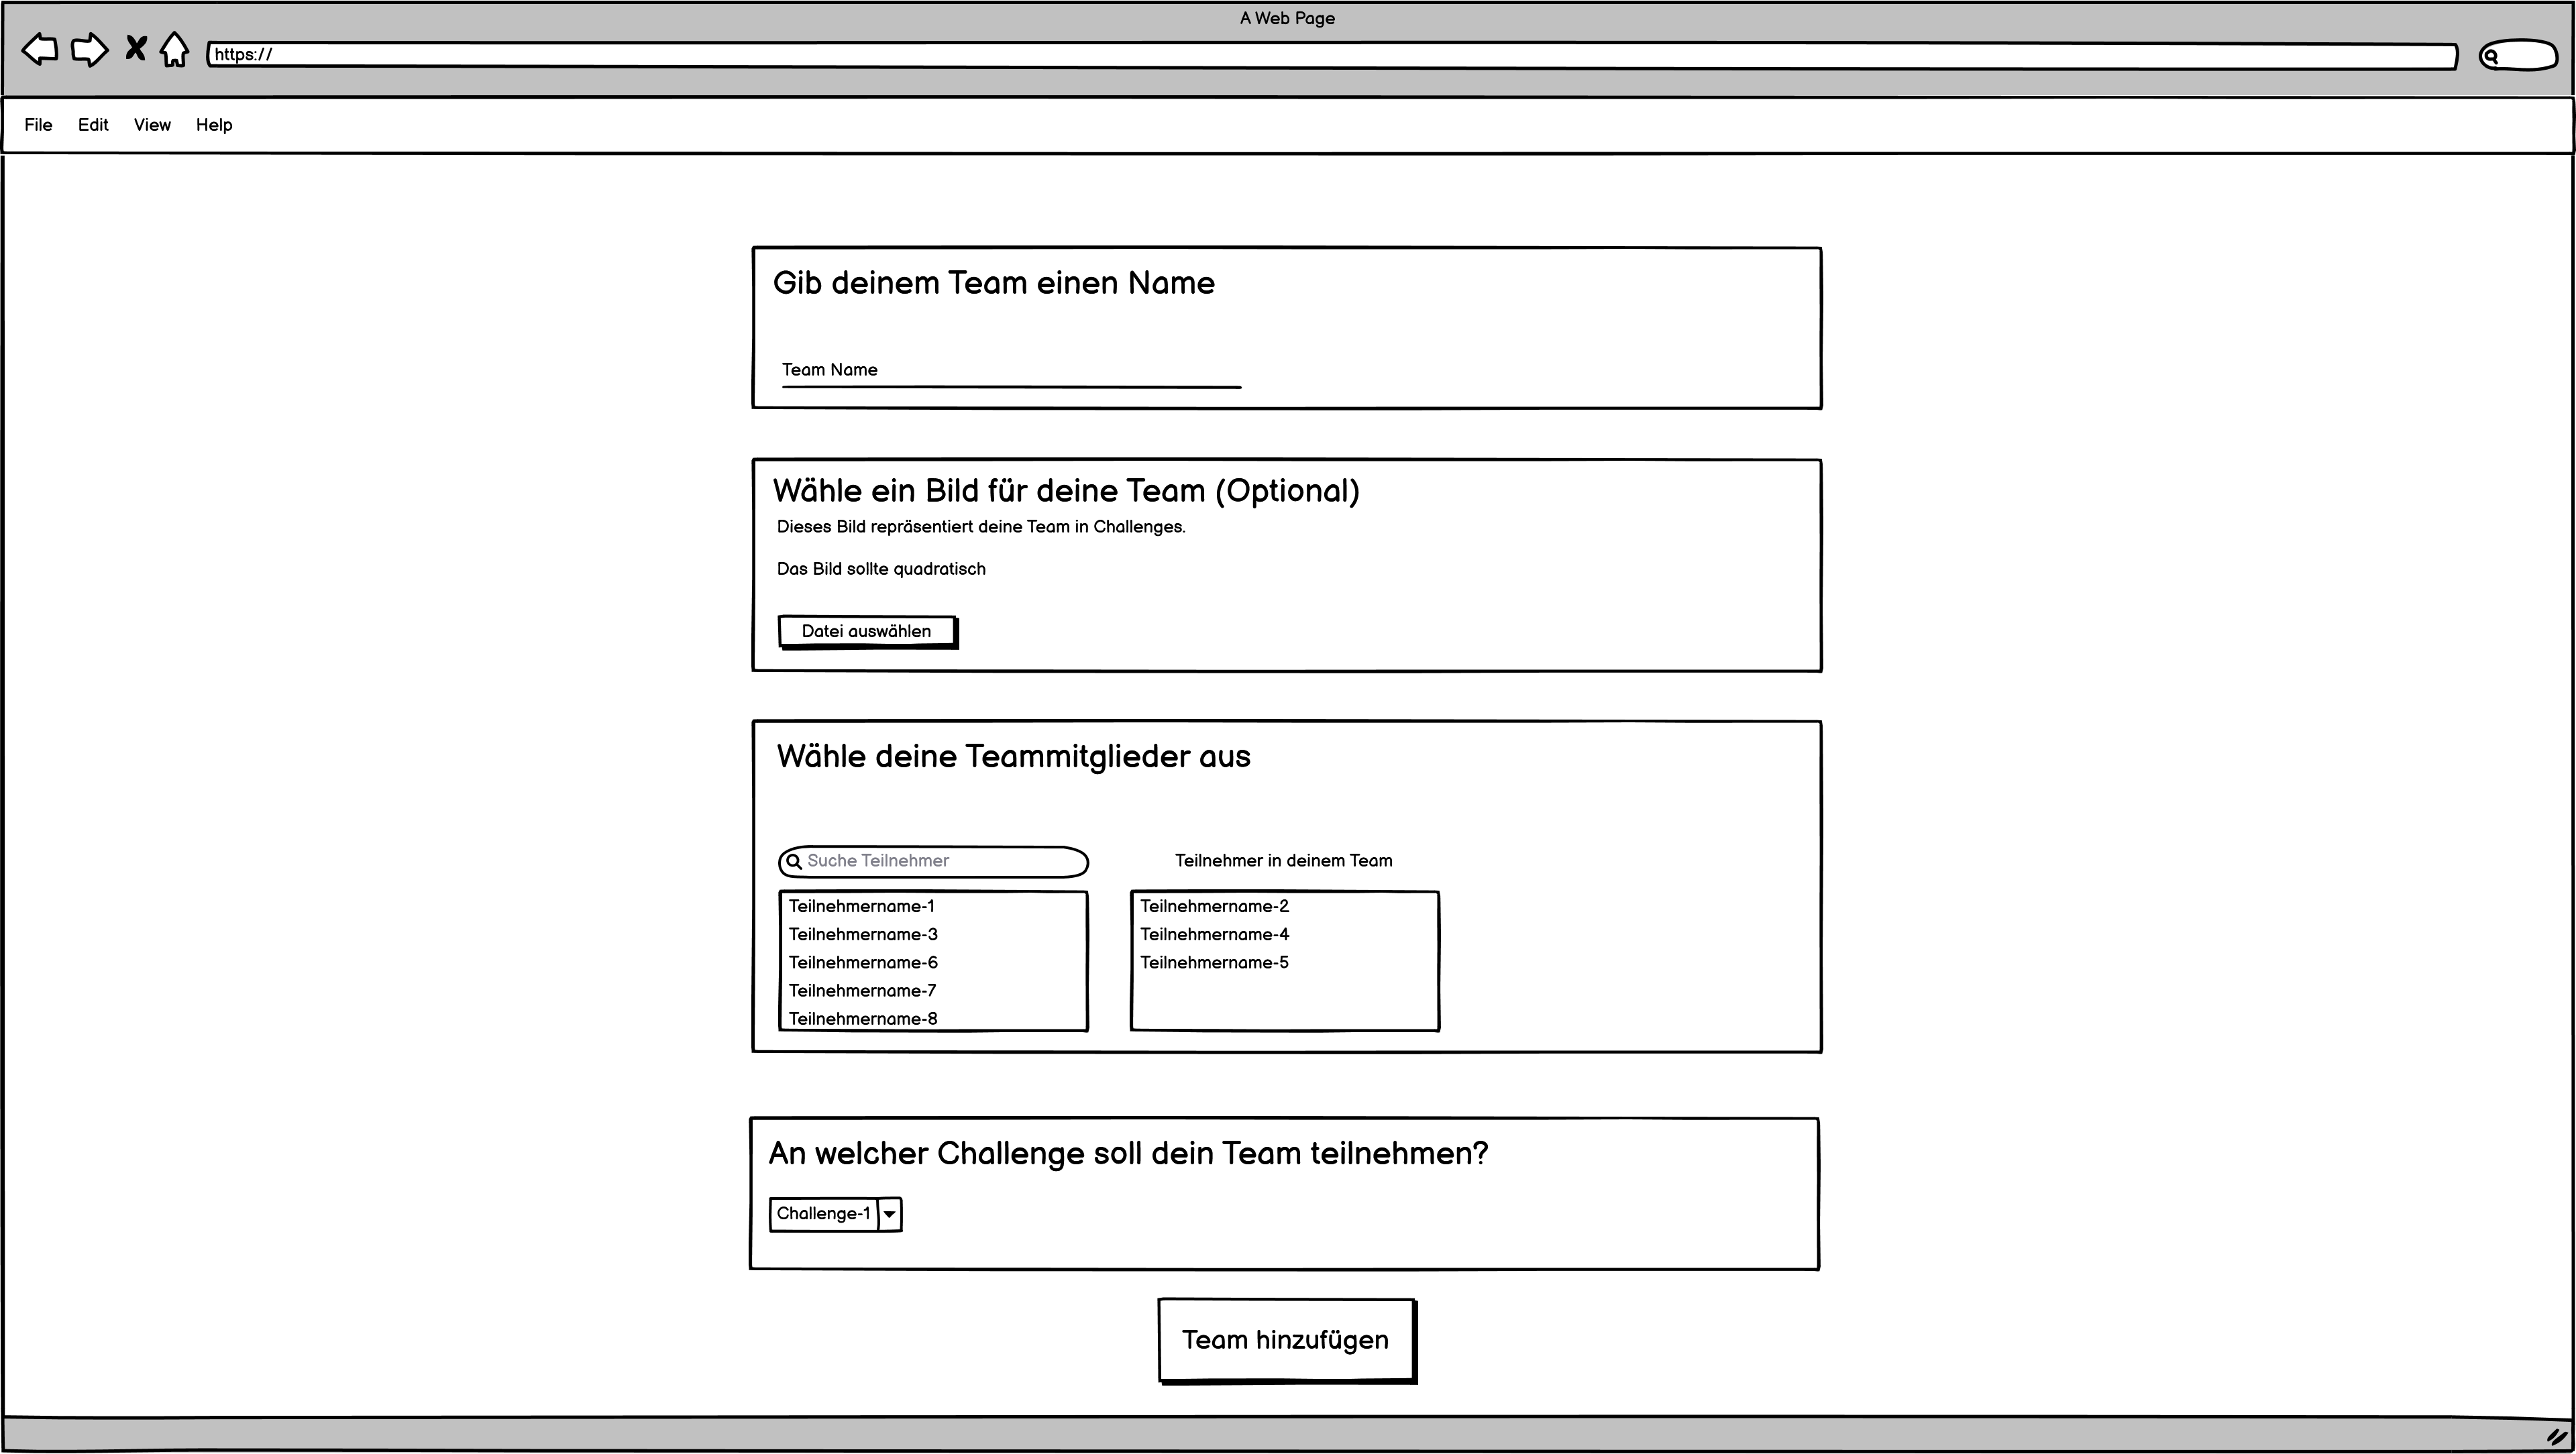 A Web Page
https://
File Edit View Help
Gib deinem Team einen Name
Team Name
Wähle ein Bild für deine Team (Optional)
Dieses Bild repräsentiert deine Team in Challenges.
Das Bild sollte quadratisch
Datei auswählen
Wähle deine Teammitglieder aus
Suche Teilnehmer
Teilnehmername-1
Teilnehmername-3
Teilnehmername-6
Teilnehmername-7
Teilnehmername-8
Teilnehmer in deinem Team
Teilnehmername-2
Teilnehmername-4
Teilnehmername-5
An welcher Challenge soll dein Team teilnehmen?
Challenge-1
Team hinzufügen